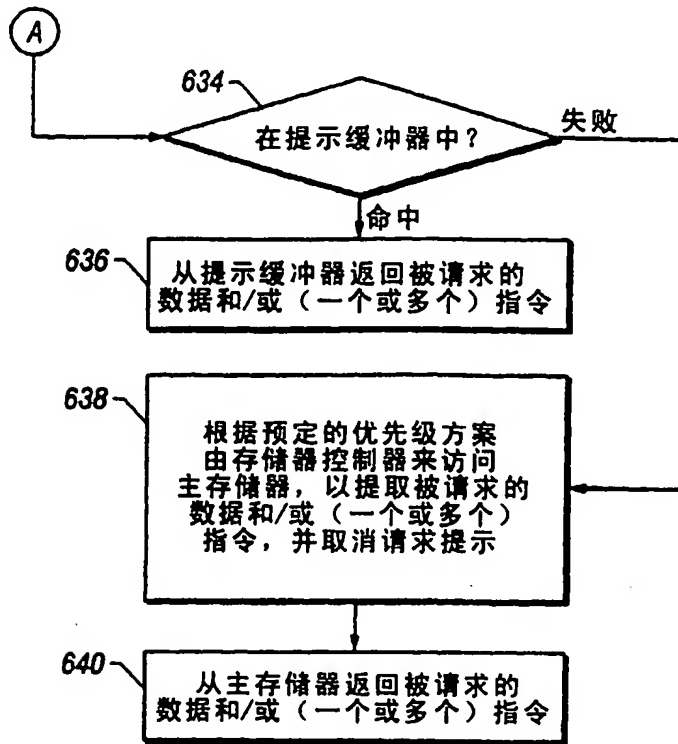 A
634
在提示缓冲器中？
失败
命中
636
从提示缓冲器返回被请求的
数据和/或（一个或多个）指令
638
根据预定的优先级方案
由存储器控制器来访问
主存储器，以提取被请求的
数据和/或（一个或多个）
指令，并取消请求提示
640
从主存储器返回被请求的
数据和/或（一个或多个）指令